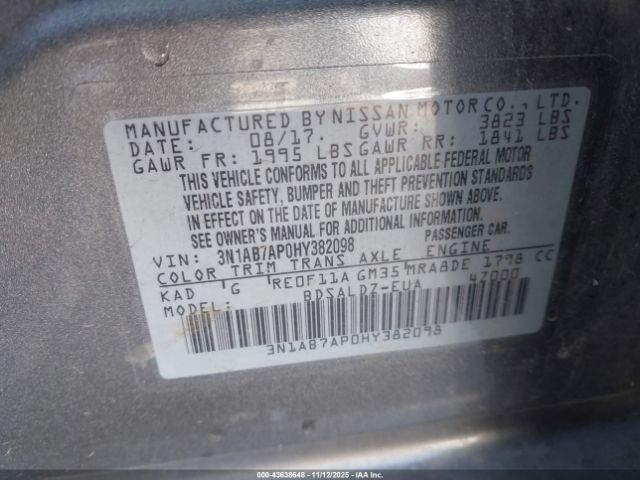 MANUFACTURED BY NISSAN MOTOR CO., LTD.
DATE: 08/17. GVWR: 3823 LBS
GAWR FR: 1995 LBS GAWR RR: 1841 LBS
THIS VEHICLE CONFORMS TO ALL APPLICABLE FEDERAL MOTOR
VEHICLE SAFETY, BUMPER AND THEFT PREVENTION STANDARDS
IN EFFECT ON THE DATE OF MANUFACTURE SHOWN ABOVE.
SEE OWNER'S MANUAL FOR ADDITIONAL INFORMATION.
VIN: 3N1AB7AP0HY382098 PASSENGER CAR.
COLOR TRIM TRANS AXLE ENGINE
KAD G RE0F11A GM35 MRA8DE 1798 CC
MODEL: BDSALDZ-EUA 47000
3N1AB7AP0HY382098
000-43638648 - 11/12/2025 - IAA Inc.